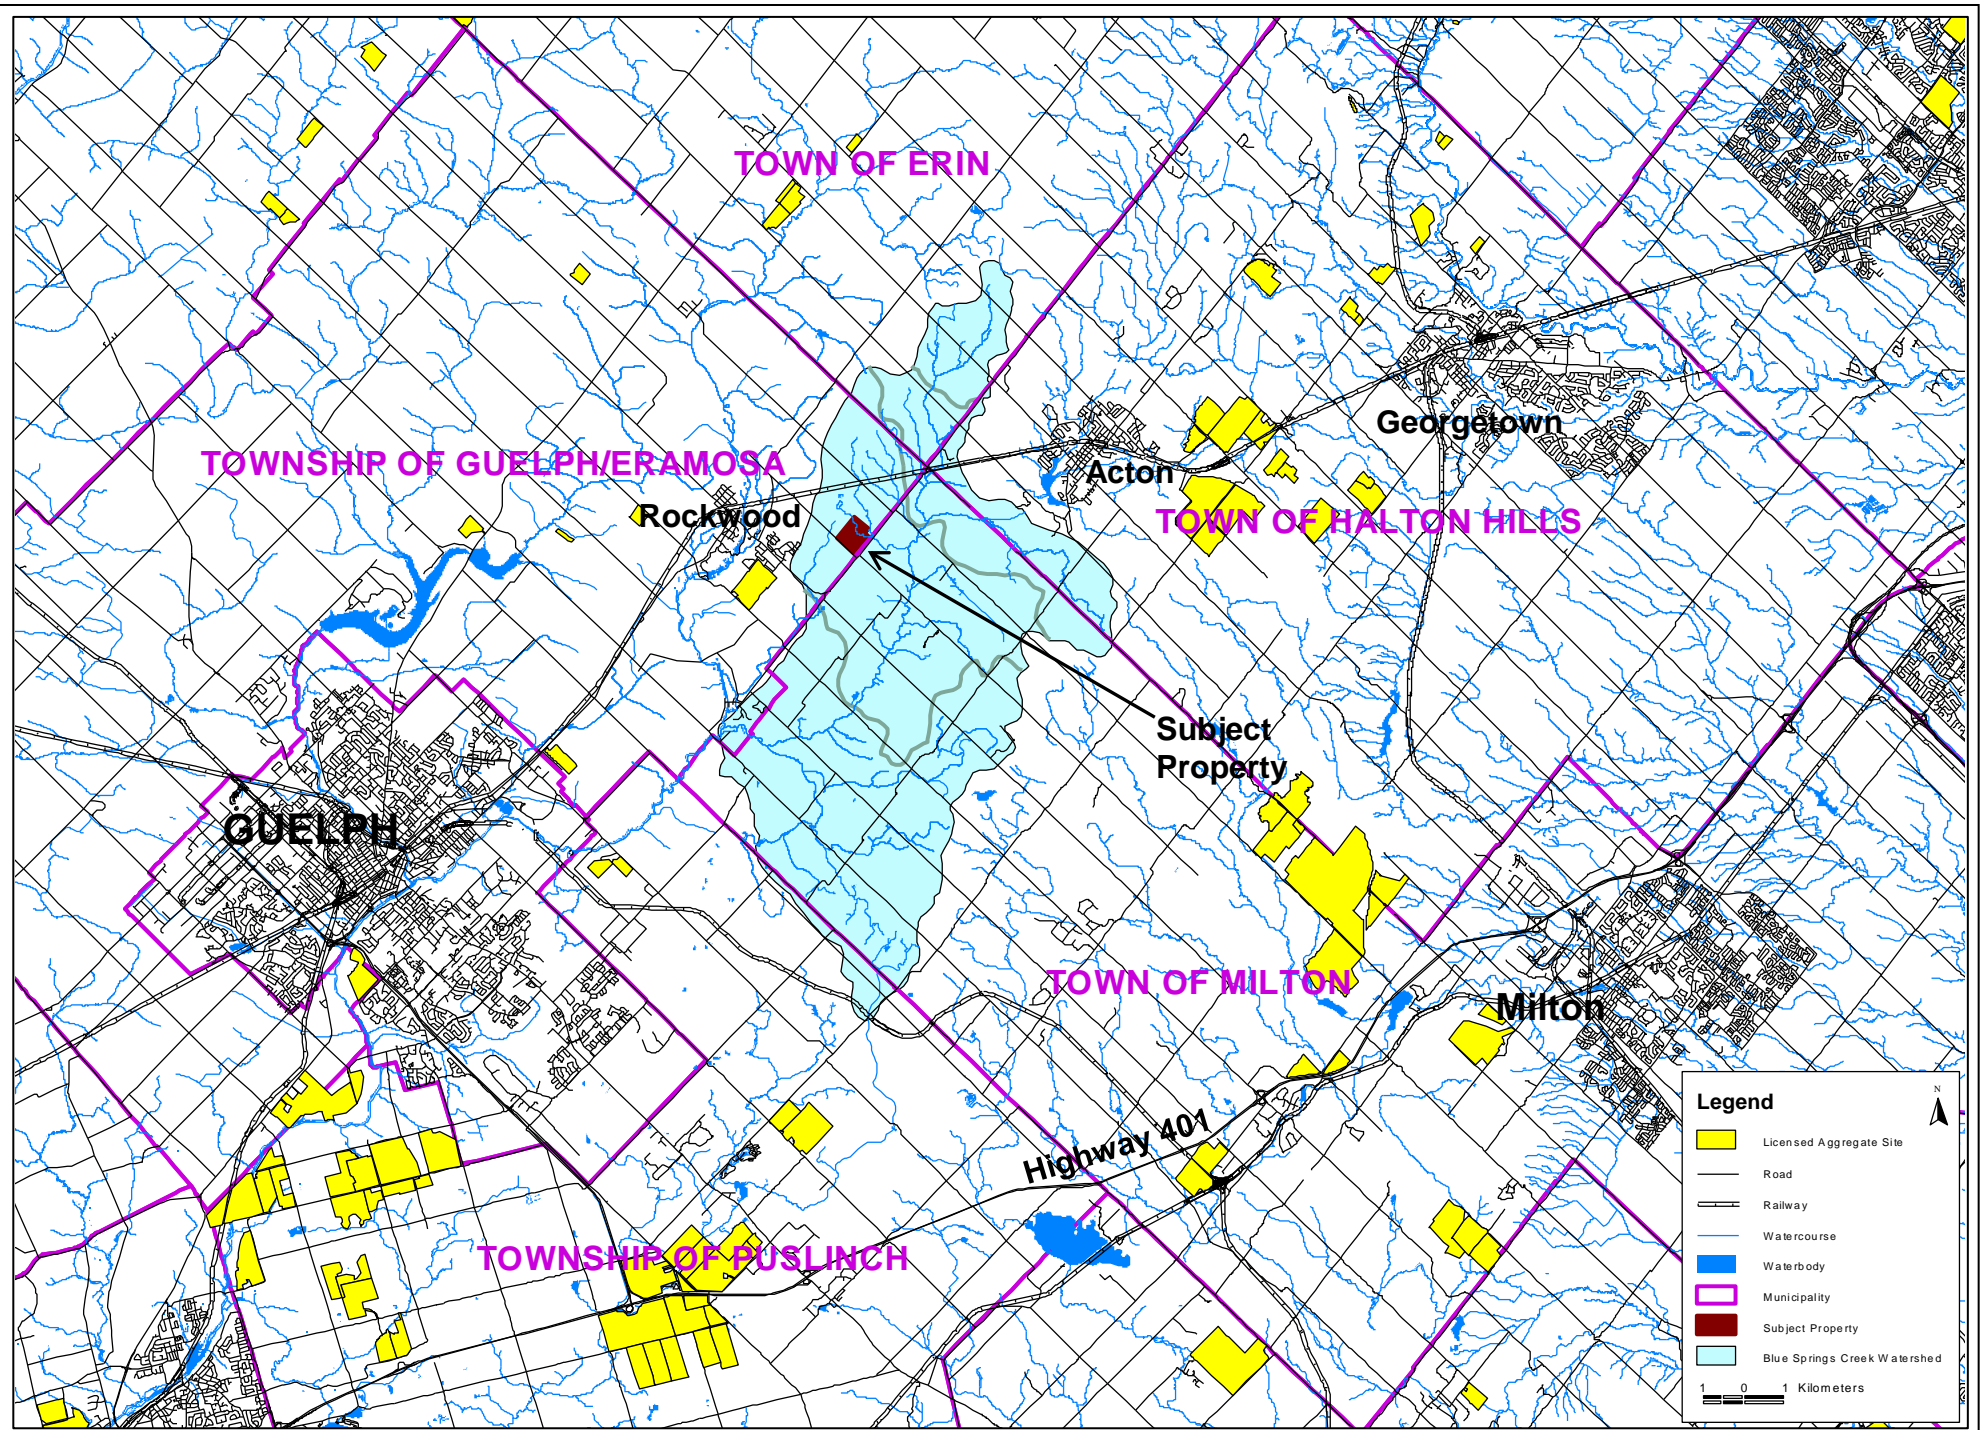 TOWN OF ERIN
Georgetown
TOWNSHIP OF GUELPH/ERAMOSA
Acton
Rockwood
TOWN OF HALTON HILLS
Subject
Property
GUELPH
TOWN OF MILTON
Milton
Highway 401
TOWNSHIP OF PUSLINCH
Legend
N
Licensed Aggregate Site
Road
Railway
Watercourse
Waterbody
Municipality
Subject Property
Blue Springs Creek Watershed
1 0 1 Kilometers